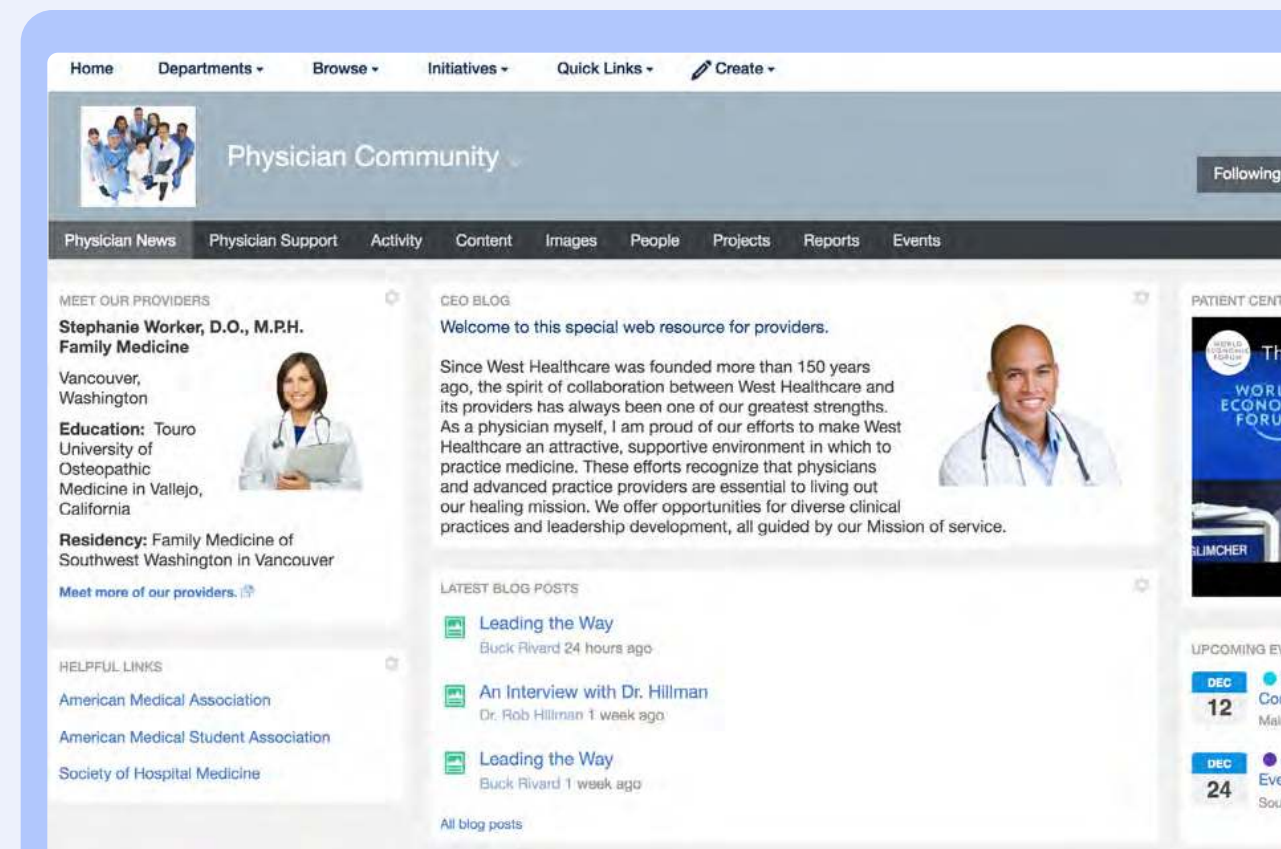 Home Departments Browse Initiatives Quick Links Create
Physician Community
Following
Physician News Physician Support Activity Content Images People Projects Reports Events
MEET OUR PROVIDERS
Stephanie Worker, D.O., M.P.H.
Family Medicine
Vancouver,
Washington
Education: Touro
University of
Osteopathic
Medicine in Vallejo,
California
Residency: Family Medicine of
Southwest Washington in Vancouver
Meet more of our providers.
HELPFUL LINKS
American Medical Association
American Medical Student Association
Society of Hospital Medicine
CEO BLOG
Welcome to this special web resource for providers.
Since West Healthcare was founded more than 150 years
ago, the spirit of collaboration between West Healthcare and
its providers has always been one of our greatest strengths.
As a physician myself, I am proud of our efforts to make West
Healthcare an attractive, supportive environment in which to
practice medicine. These efforts recognize that physicians
and advanced practice providers are essential to living out
our healing mission. We offer opportunities for diverse clinical
practices and leadership development, all guided by our Mission of service.
LATEST BLOG POSTS
Leading the Way
Buck Rivard 24 hours ago
An Interview with Dr. Hillman
Dr. Rob Hillman 1 week ago
Leading the Way
Buck Rivard 1 week ago
All blog posts
PATIENT CENT
WORLD
ECONOMIC
FORUM
Th
WORL
ECONO
FORU
GLIMCHER
UPCOMING EV
DEC
12
Cor
Mai
DEC
24
Eve
Sou